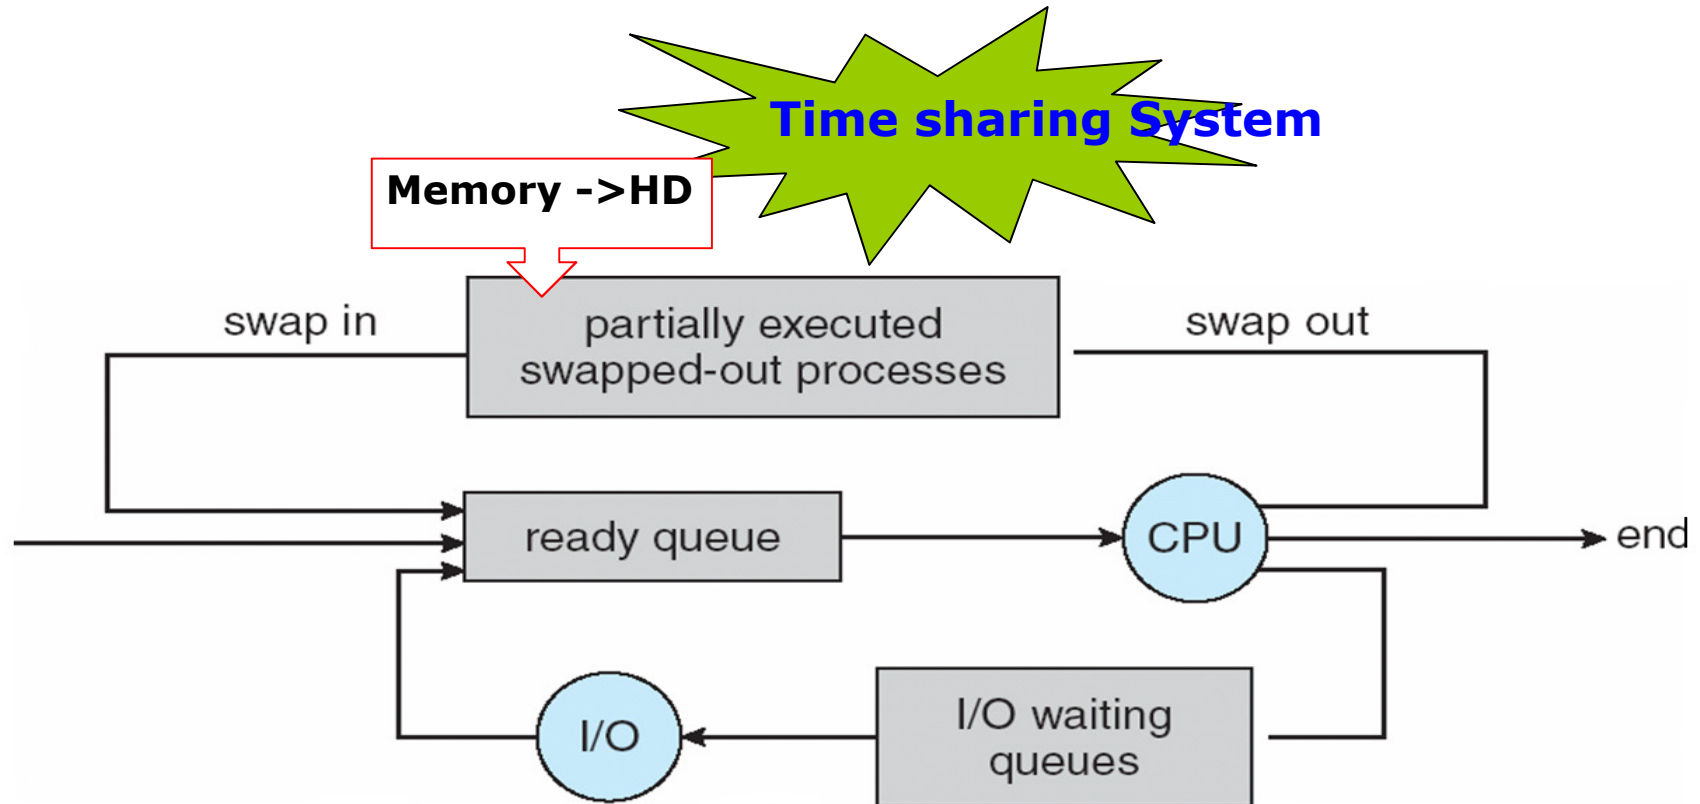 Time sharing System
Memory ->HD
swap in
partially executed
swapped-out processes
swap out
ready queue
CPU
end
I/O
I/O waiting
queues